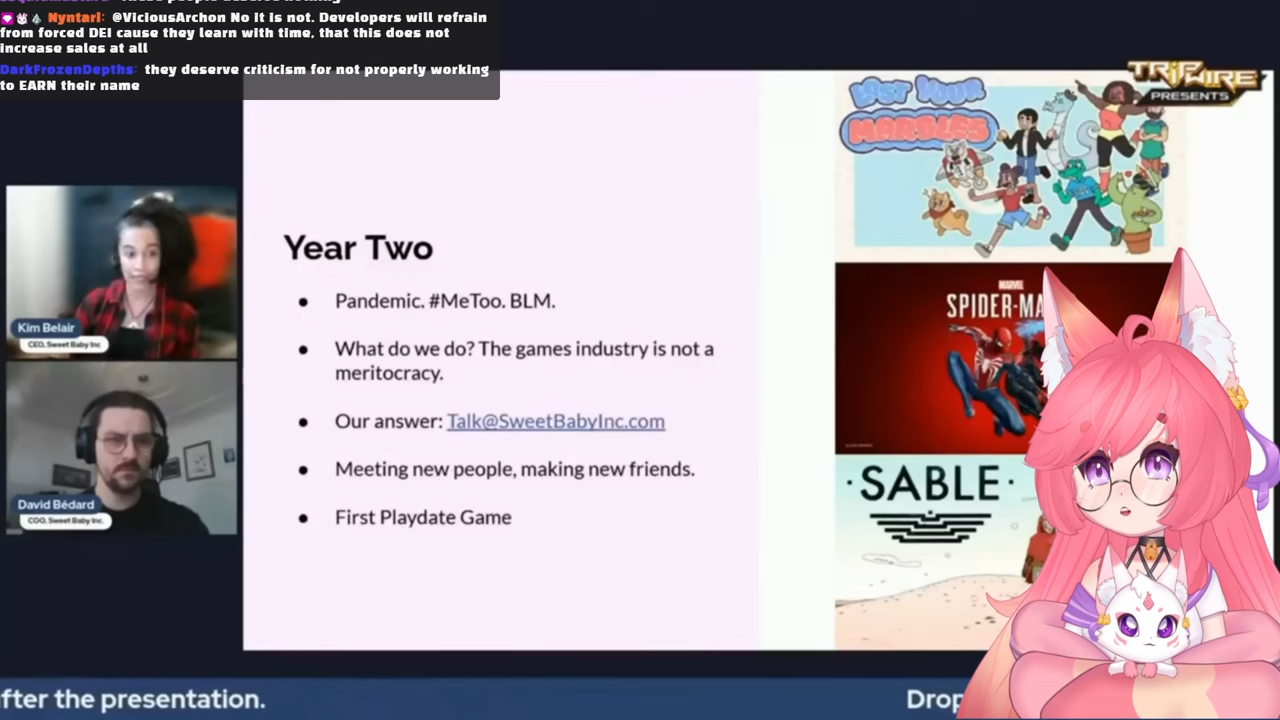 Nyntari: @ViciousArchon No it is not. Developers will refrain
from forced DEI cause they learn with time, that this does not
increase sales at all
DarkFrozenDepths: they deserve criticism for not properly working
to EARN their name
TRIPWIRE
PRESENTS
LOST YOUR
MARBLES
Year Two
• Pandemic. #MeToo. BLM.
• What do we do? The games industry is not a
meritocracy.
• Our answer: Talk@SweetBabyInc.com
• Meeting new people, making new friends.
• First Playdate Game
Kim Belair
CEO, Sweet Baby Inc
David Bédard
COO, Sweet Baby Inc.
MARVEL
SPIDER-MA
·SABLE·
fter the presentation.
Drop